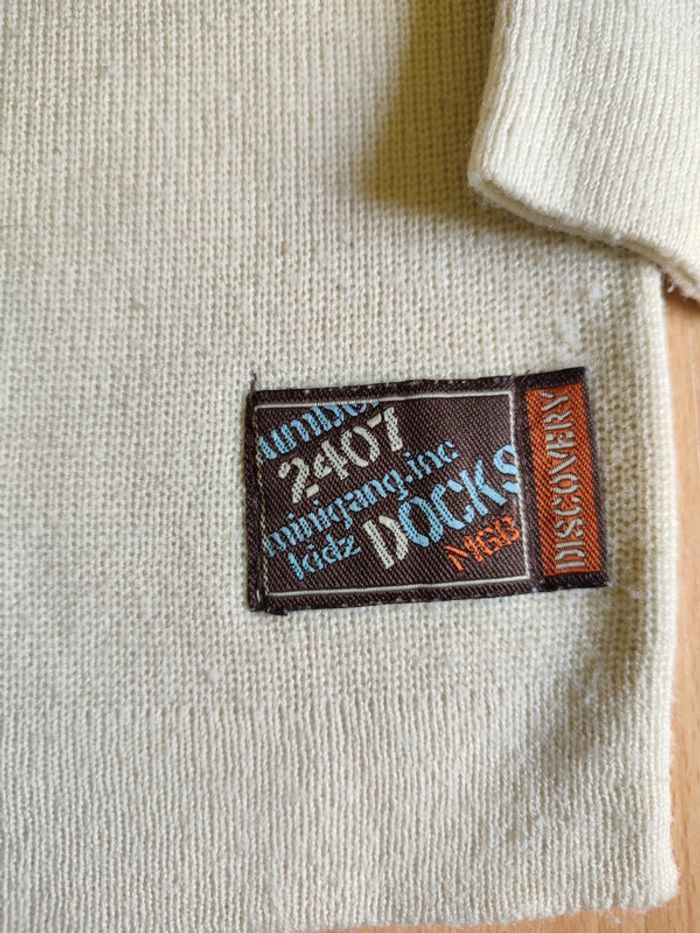 2407
minigang.inc
kidz DOCKS
MGB
DISCOVERY